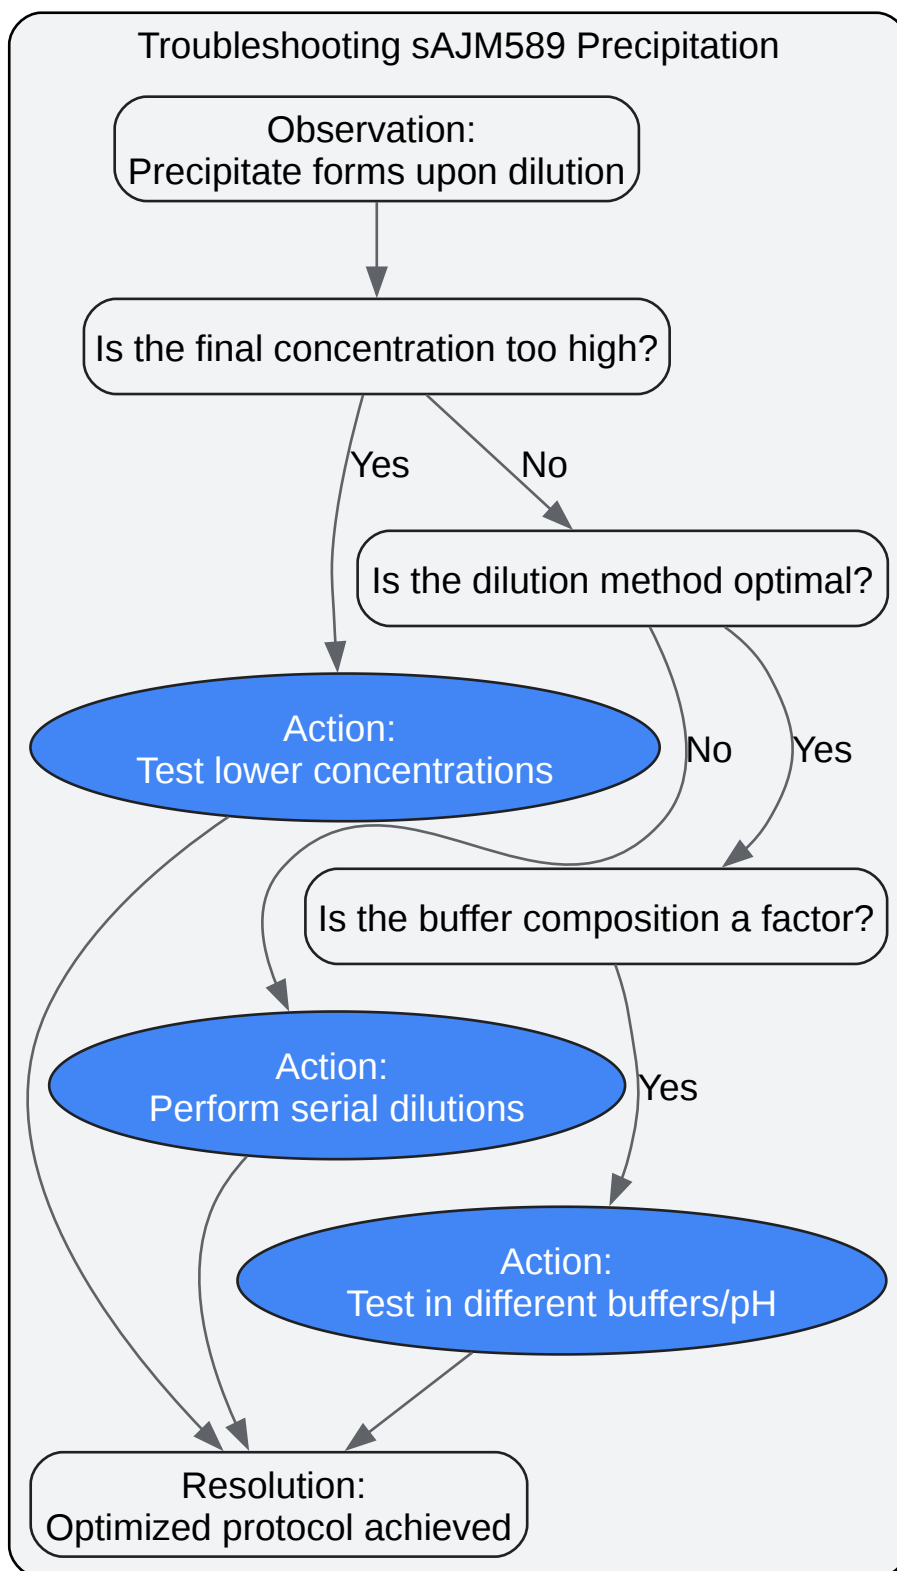 Troubleshooting sAJM589 Precipitation
Observation:
Precipitate forms upon dilution
Is the final concentration too high?
Yes
No
Is the dilution method optimal?
Action:
Test lower concentrations
No
Yes
Is the buffer composition a factor?
Action:
Perform serial dilutions
Yes
Action:
Test in different buffers/pH
Resolution:
Optimized protocol achieved